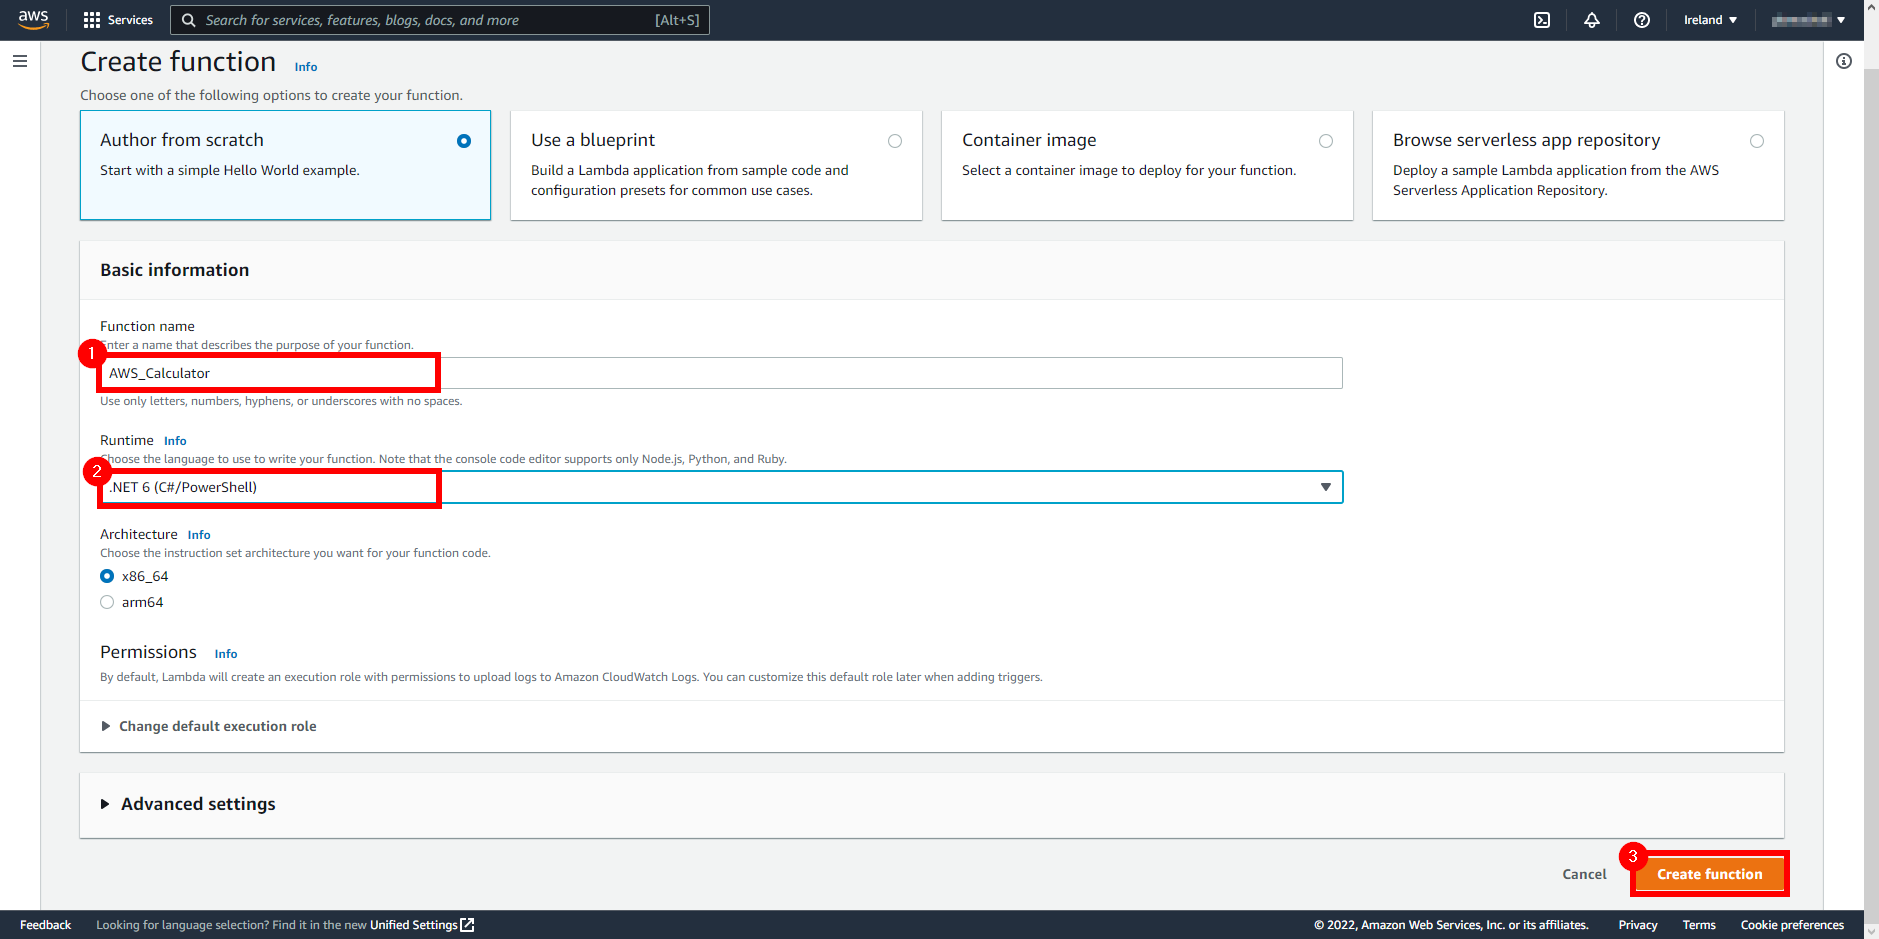 aws
Services
Search for services, features, blogs, docs, and more [Alt+S]
Ireland
Create function Info
Choose one of the following options to create your function.
Author from scratch
Start with a simple Hello World example.
Use a blueprint
Build a Lambda application from sample code and
configuration presets for common use cases.
Container image
Select a container image to deploy for your function.
Browse serverless app repository
Deploy a sample Lambda application from the AWS
Serverless Application Repository.
Basic information
Function name
Enter a name that describes the purpose of your function.
1
AWS_Calculator
Use only letters, numbers, hyphens, or underscores with no spaces.
Runtime Info
Choose the language to use to write your function. Note that the console code editor supports only Node.js, Python, and Ruby.
2
.NET 6 (C#/PowerShell)
Architecture Info
Choose the instruction set architecture you want for your function code.
x86_64
arm64
Permissions Info
By default, Lambda will create an execution role with permissions to upload logs to Amazon CloudWatch Logs. You can customize this default role later when adding triggers.
Change default execution role
Advanced settings
Cancel
3
Create function
Feedback
Looking for language selection? Find it in the new Unified Settings
© 2022, Amazon Web Services, Inc. or its affiliates.
Privacy
Terms
Cookie preferences